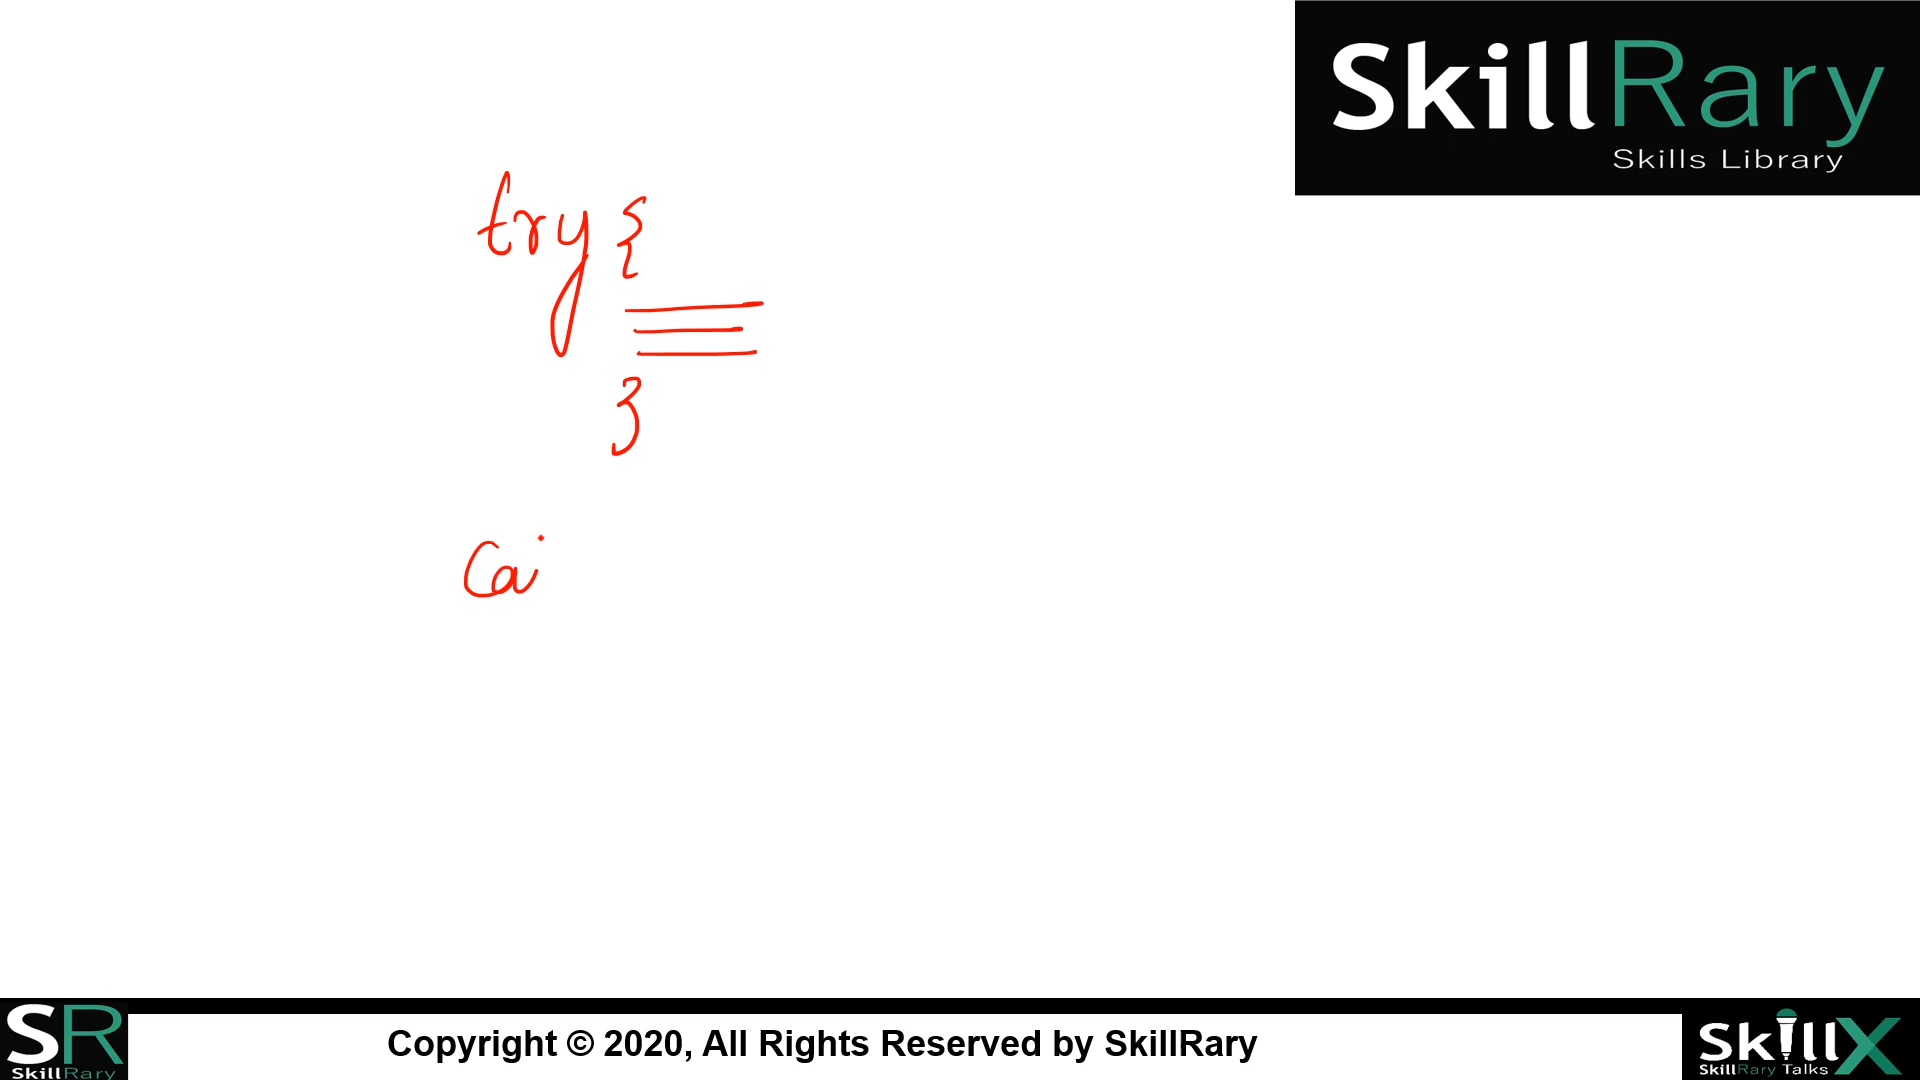 SkillRary
Skills Library
try {
}
Ca
SR
SkillRary
Copyright © 2020, All Rights Reserved by SkillRary
SkillX
SkillRary Talks